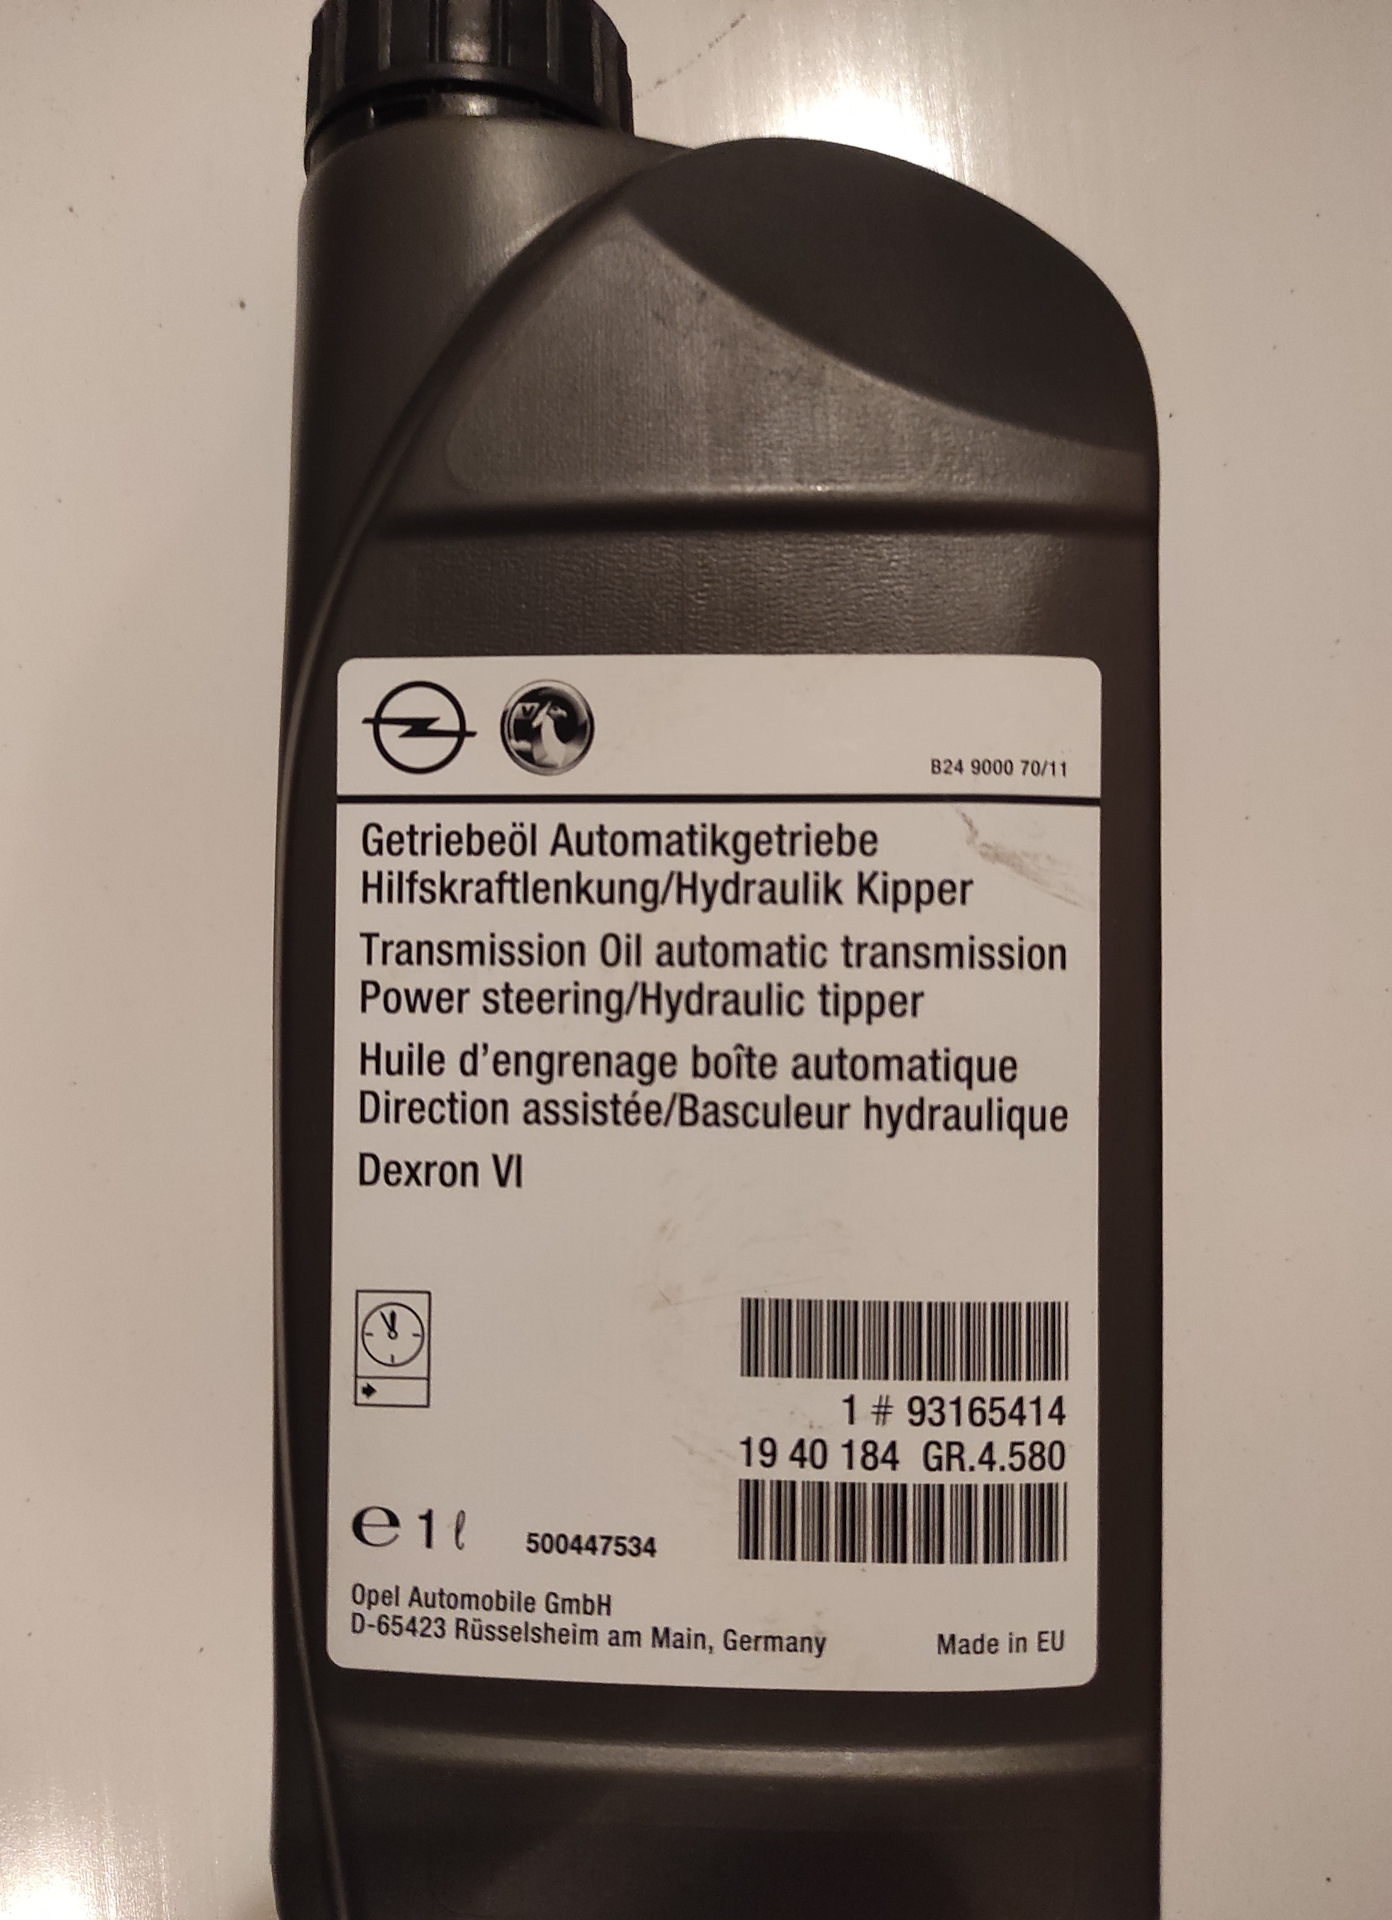 B24 9000 70/11
Getriebeöl Automatikgetriebe
Hilfskraftlenkung/Hydraulik Kipper
Transmission Oil automatic transmission
Power steering/Hydraulic tipper
Huile d'engrenage boîte automatique
Direction assistée/Basculeur hydraulique
Dexron VI
1 # 93165414
19 40 184 GR.4.580
e 1 ℓ
500447534
Opel Automobile GmbH
D-65423 Rüsselsheim am Main, Germany
Made in EU